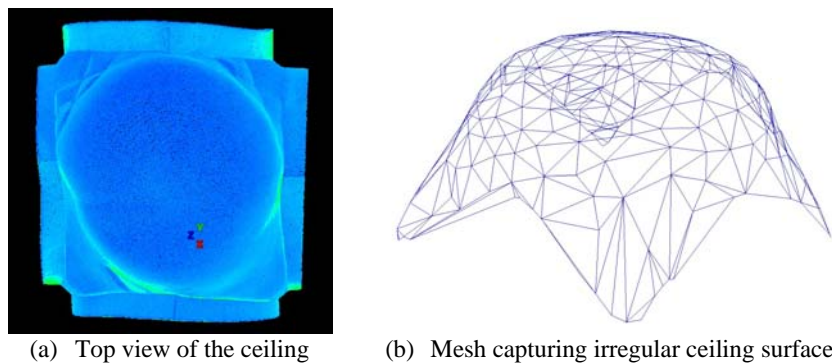 Z Y X
(a) Top view of the ceiling
(b) Mesh capturing irregular ceiling surface